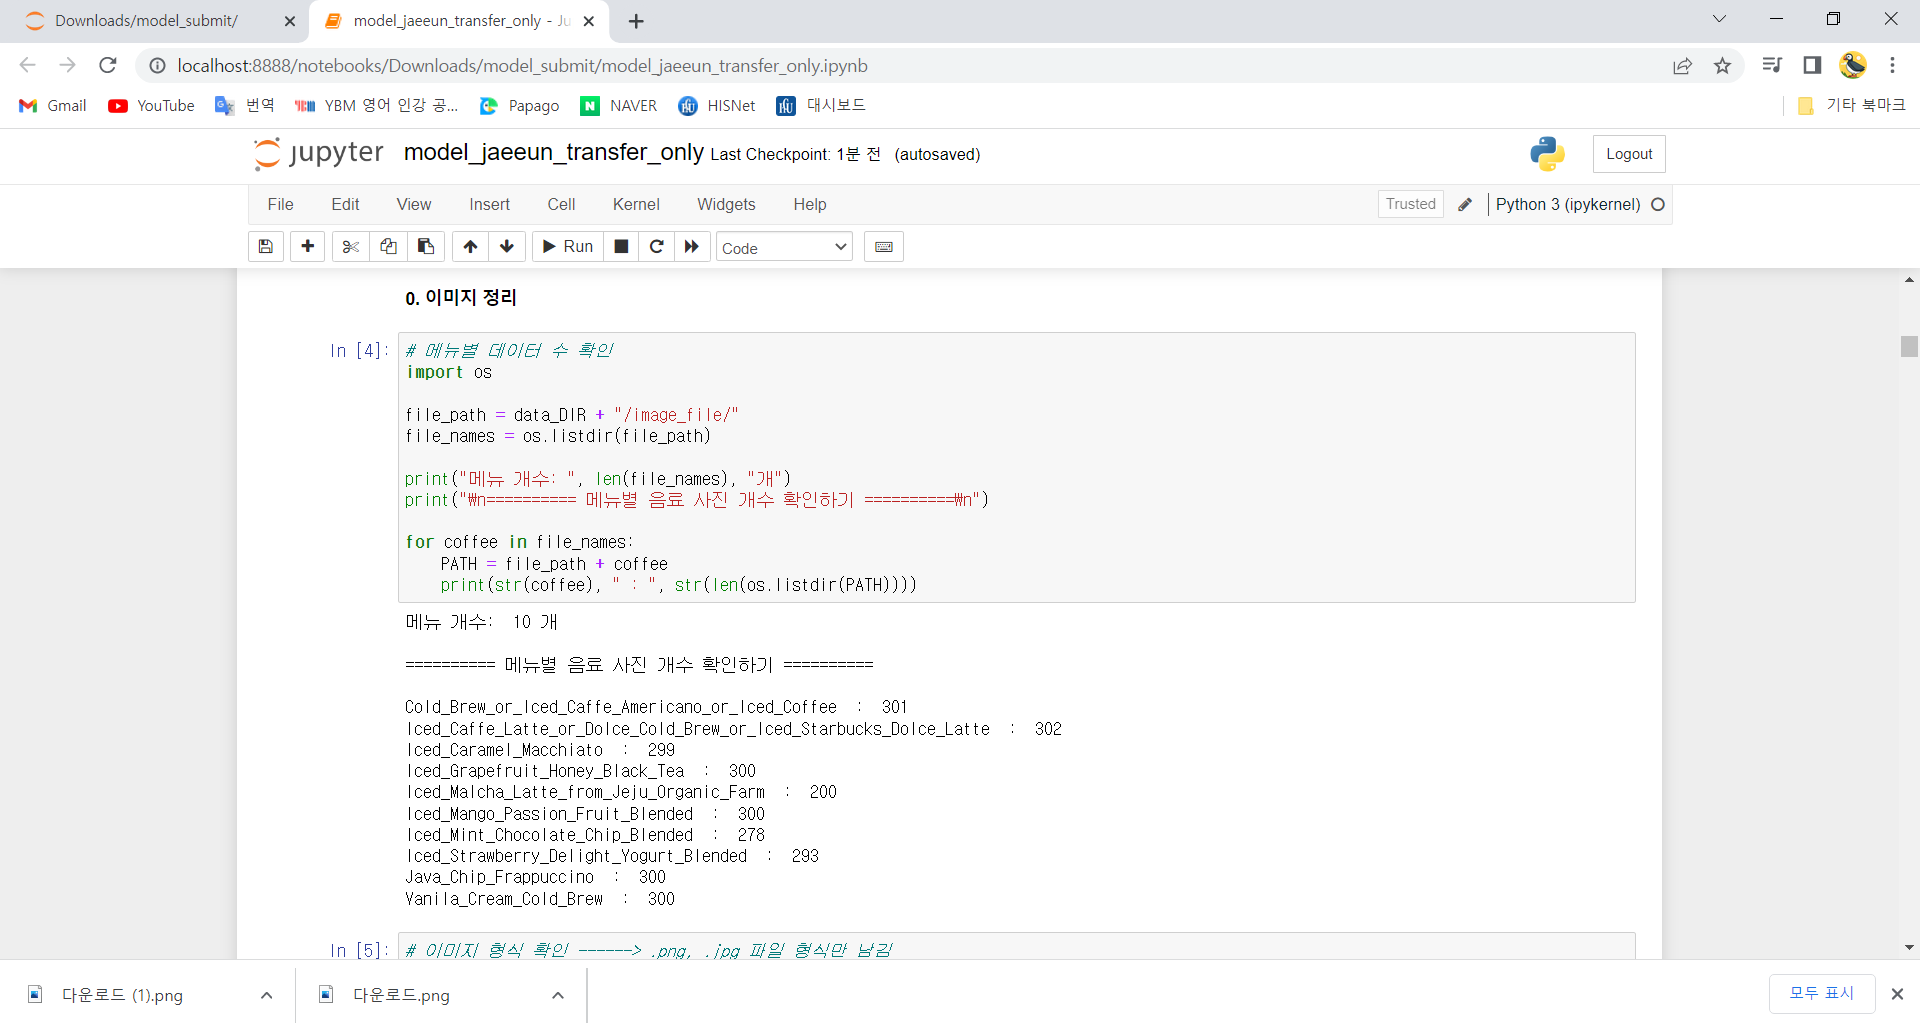 Downloads/model_submit/
model_jaeeun_transfer_only - Ju
localhost:8888/notebooks/Downloads/model_submit/model_jaeeun_transfer_only.ipynb
Gmail YouTube 번역 YBM 영어 인강 공... Papago NAVER HISNet 대시보드 기타 북마크
jupyter model_jaeeun_transfer_only Last Checkpoint: 1분 전 (autosaved) Logout
File Edit View Insert Cell Kernel Widgets Help Trusted Python 3 (ipykernel)
Run Code
0. 이미지 정리
In [4]: # 메뉴별 데이터 수 확인
import os
file_path = data_DIR + "/image_file/"
file_names = os.listdir(file_path)
print("메뉴 개수: ", len(file_names), "개")
print("₩n========== 메뉴별 음료 사진 개수 확인하기 ==========₩n")
for coffee in file_names:
    PATH = file_path + coffee
    print(str(coffee), " : ", str(len(os.listdir(PATH))))
메뉴 개수:  10 개
========== 메뉴별 음료 사진 개수 확인하기 ==========
Cold_Brew_or_Iced_Caffe_Americano_or_Iced_Coffee  :  301
Iced_Caffe_Latte_or_Dolce_Cold_Brew_or_Iced_Starbucks_Dolce_Latte  :  302
Iced_Caramel_Macchiato  :  299
Iced_Grapefruit_Honey_Black_Tea  :  300
Iced_Malcha_Latte_from_Jeju_Organic_Farm  :  200
Iced_Mango_Passion_Fruit_Blended  :  300
Iced_Mint_Chocolate_Chip_Blended  :  278
Iced_Strawberry_Delight_Yogurt_Blended  :  293
Java_Chip_Frappuccino  :  300
Vanila_Cream_Cold_Brew  :  300
In [5]: # 이미지 형식 확인 ------> .png, .jpg 파일 형식만 남김
다운로드 (1).png 다운로드.png 모두 표시